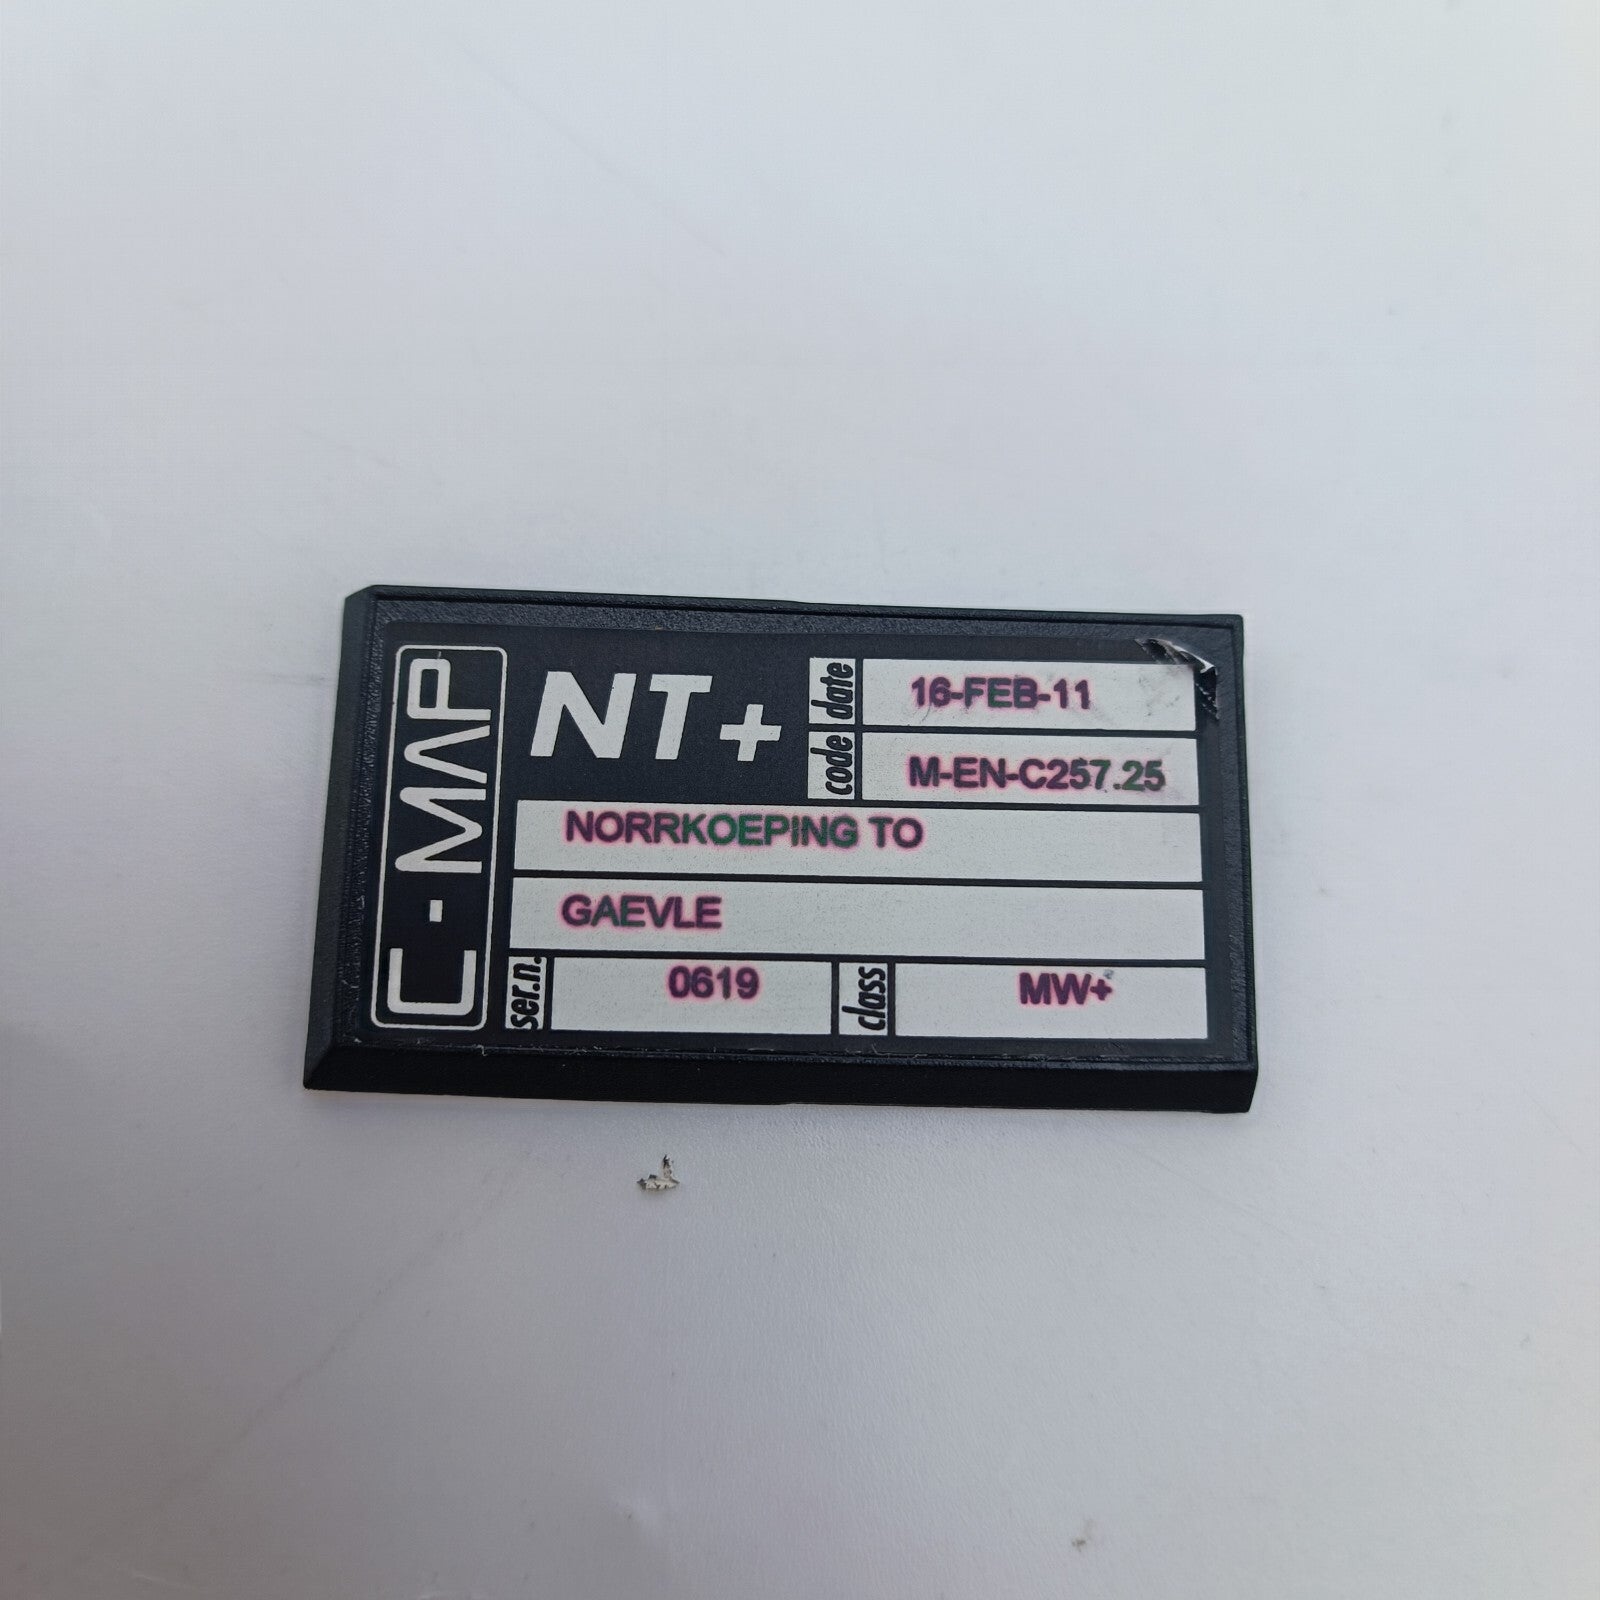 C-MAP
NT+
date 16-FEB-11
code M-EN-C257.25
NORRKOEPING TO
GAEVLE
ser.n. 0619 class MW+